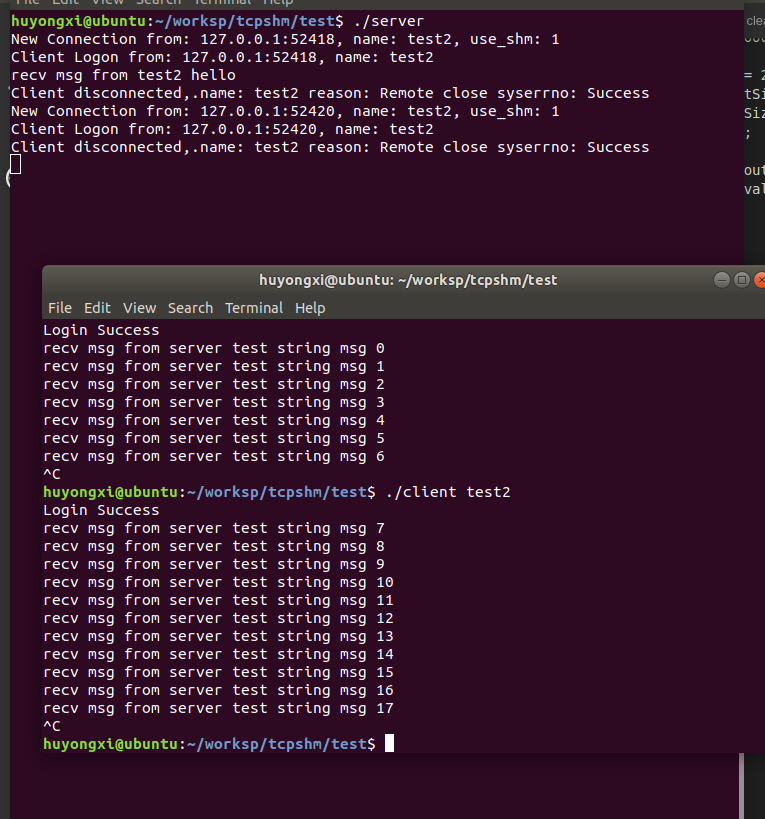 File Edit View Search Terminal Help
huyongxi@ubuntu:~/worksp/tcpshm/test$ ./server
New Connection from: 127.0.0.1:52418, name: test2, use_shm: 1
Client Logon from: 127.0.0.1:52418, name: test2
recv msg from test2 hello
Client disconnected,.name: test2 reason: Remote close syserrno: Success
New Connection from: 127.0.0.1:52420, name: test2, use_shm: 1
Client Logon from: 127.0.0.1:52420, name: test2
Client disconnected,.name: test2 reason: Remote close syserrno: Success
clea
= 2
tSi
Siz
;
out
val
huyongxi@ubuntu: ~/worksp/tcpshm/test
File Edit View Search Terminal Help
Login Success
recv msg from server test string msg 0
recv msg from server test string msg 1
recv msg from server test string msg 2
recv msg from server test string msg 3
recv msg from server test string msg 4
recv msg from server test string msg 5
recv msg from server test string msg 6
^C
huyongxi@ubuntu:~/worksp/tcpshm/test$ ./client test2
Login Success
recv msg from server test string msg 7
recv msg from server test string msg 8
recv msg from server test string msg 9
recv msg from server test string msg 10
recv msg from server test string msg 11
recv msg from server test string msg 12
recv msg from server test string msg 13
recv msg from server test string msg 14
recv msg from server test string msg 15
recv msg from server test string msg 16
recv msg from server test string msg 17
^C
huyongxi@ubuntu:~/worksp/tcpshm/test$